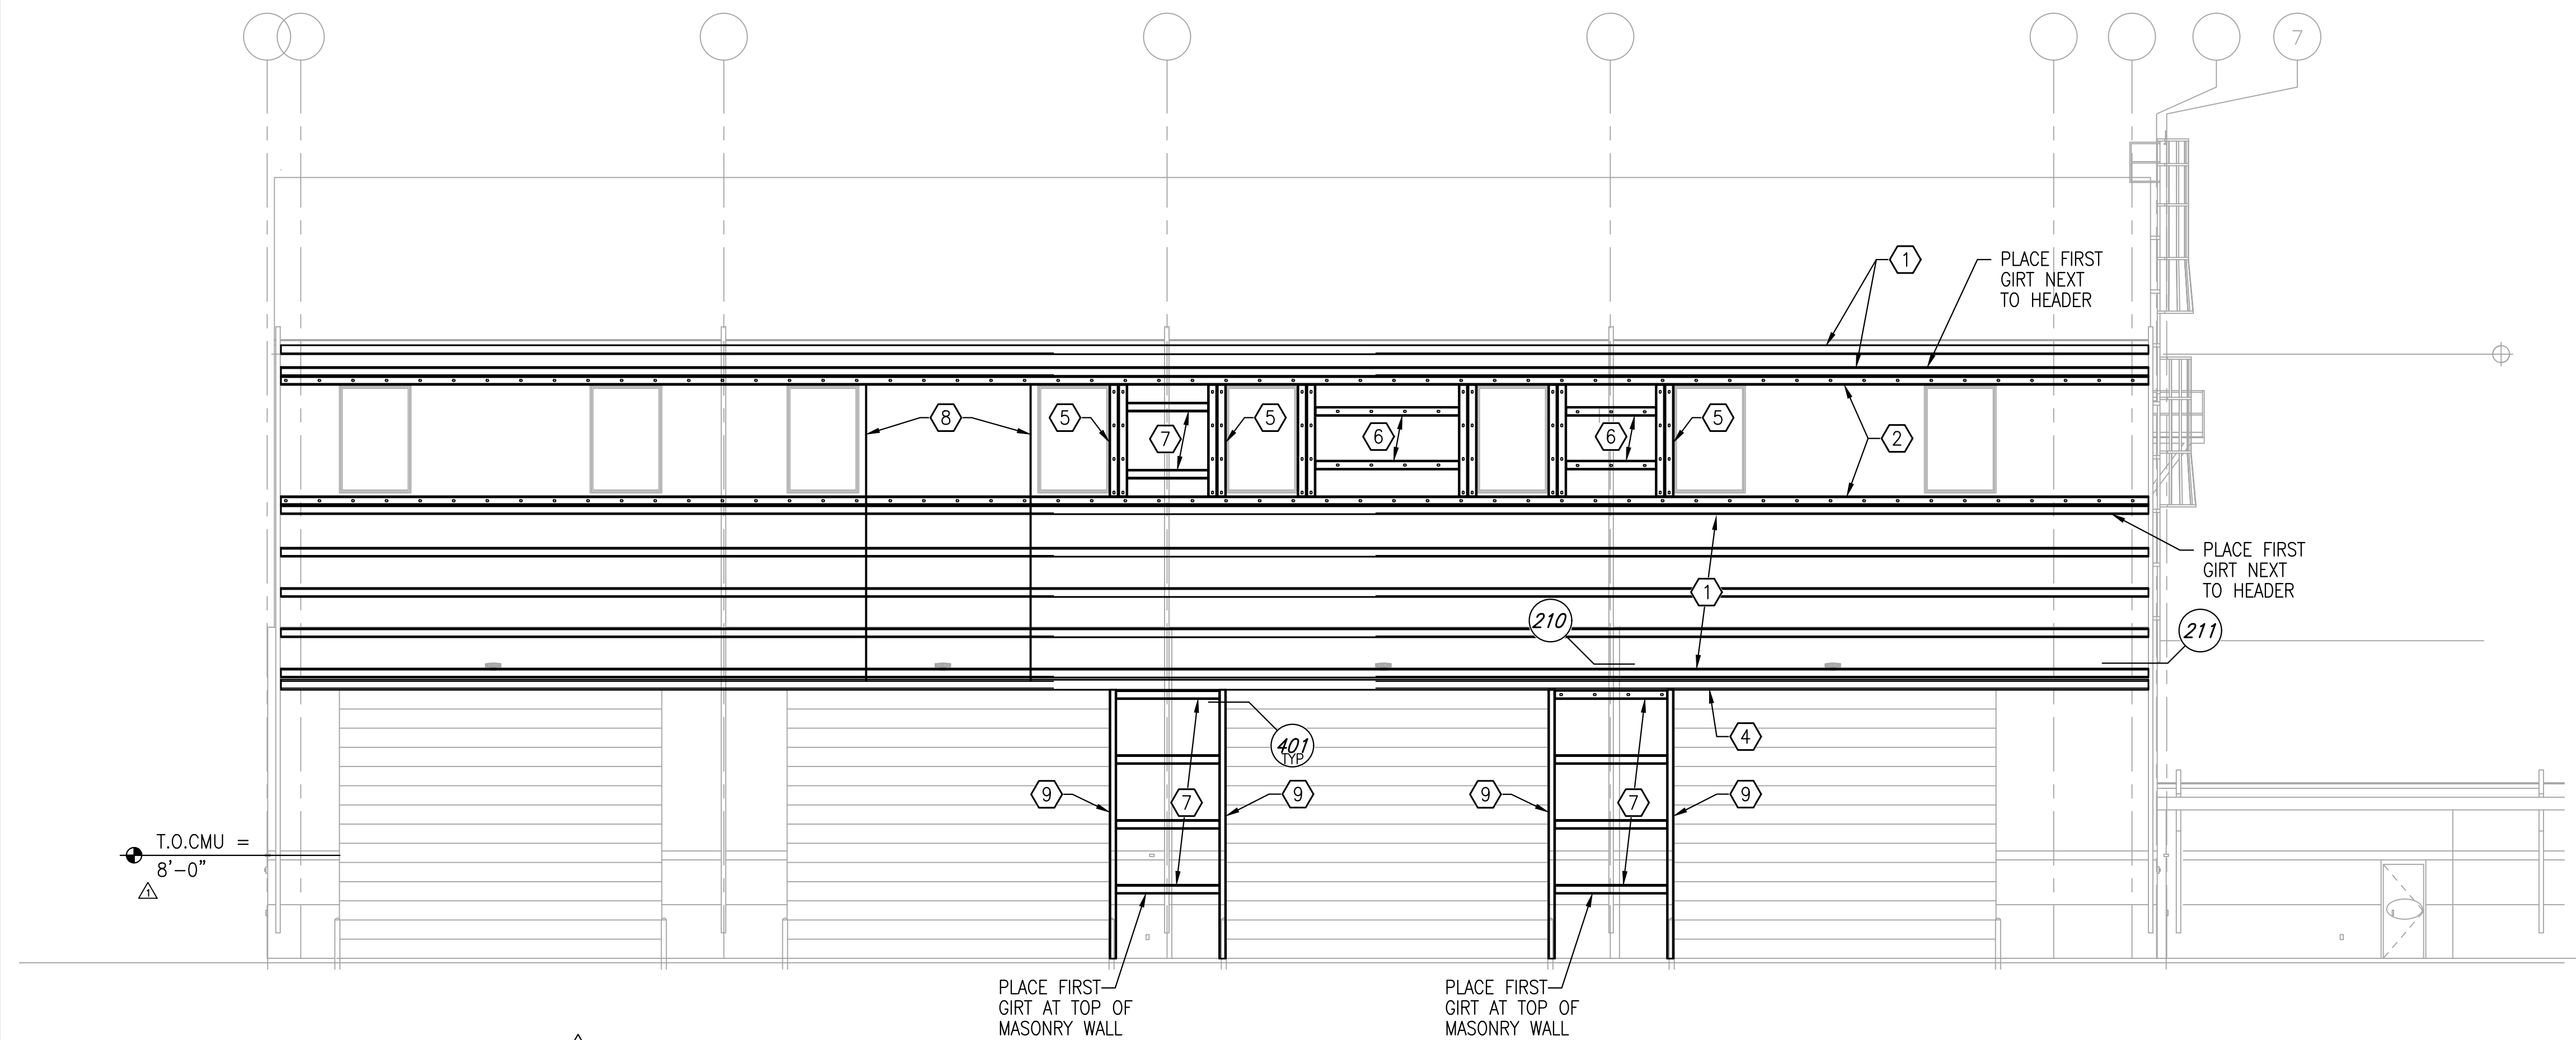 7
1
PLACE FIRST
GIRT NEXT
TO HEADER
8
5
7
5
6
6
5
2
PLACE FIRST
GIRT NEXT
TO HEADER
1
210
211
401
TYP
4
9
7
9
9
7
9
T.O.CMU =
8'-0"
1
PLACE FIRST
GIRT AT TOP OF
MASONRY WALL
PLACE FIRST
GIRT AT TOP OF
MASONRY WALL